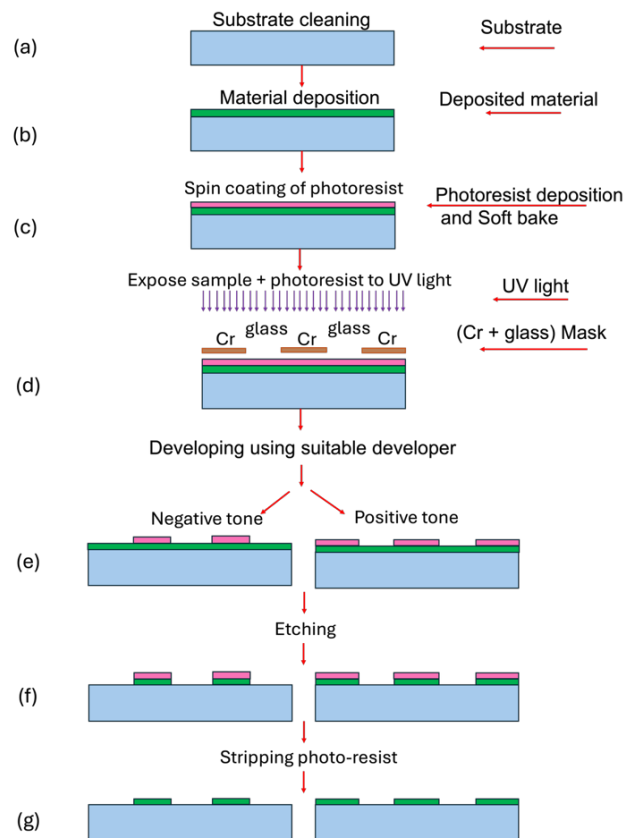 Substrate cleaning
(a)
Substrate
Material deposition
Deposited material
(b)
Spin coating of photoresist
Photoresist deposition
and Soft bake
(c)
Expose sample + photoresist to UV light
UV light
glass glass
Cr Cr Cr
(Cr + glass) Mask
(d)
Developing using suitable developer
Negative tone
Positive tone
(e)
Etching
(f)
Stripping photo-resist
(g)